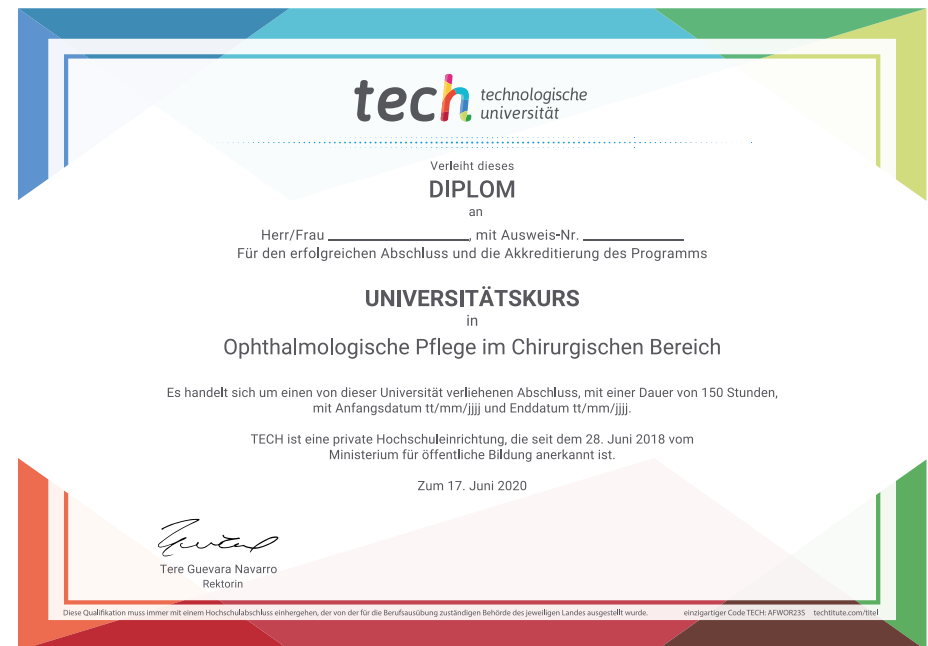 tech technologische
universität
Verleiht dieses
DIPLOM
an
Herr/Frau ____________, mit Ausweis-Nr. ____________
Für den erfolgreichen Abschluss und die Akkreditierung des Programms
UNIVERSITÄTSKURS
in
Ophthalmologische Pflege im Chirurgischen Bereich
Es handelt sich um einen von dieser Universität verliehenen Abschluss, mit einer Dauer von 150 Stunden,
mit Anfangsdatum tt/mm/jjjj und Enddatum tt/mm/jjjj.
TECH ist eine private Hochschuleinrichtung, die seit dem 28. Juni 2018 vom
Ministerium für öffentliche Bildung anerkannt ist.
Zum 17. Juni 2020
Tere Guevara Navarro
Rektorin
Diese Qualifikation muss immer mit einem Hochschulabschluss einhergehen, der von der für die Berufsausübung zuständigen Behörde des jeweiligen Landes ausgestellt wurde. einzigartiger Code TECH: AFWOR23S techtitute.com/titel